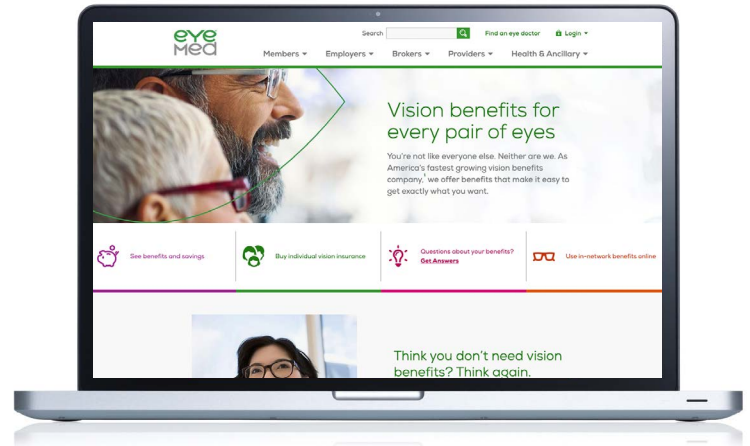 eye
med
Search
Find an eye doctor
Login
Members
Employers
Brokers
Providers
Health & Ancillary
Vision benefits for
every pair of eyes
You're not like everyone else. Neither are we. As
America's fastest growing vision benefits
company,¹ we offer benefits that make it easy to
get exactly what you want.
See benefits and savings
Buy individual vision insurance
Questions about your benefits?
Get Answers
Use in-network benefits online
Think you don't need vision
benefits? Think again.